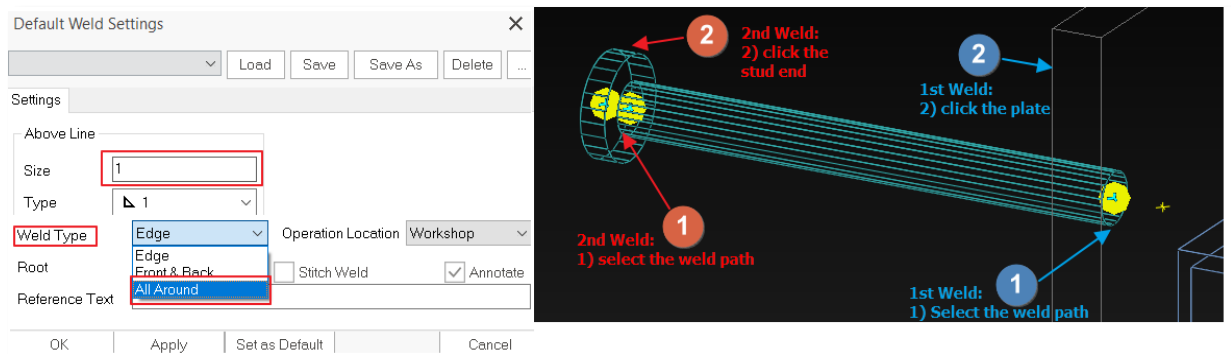 Default Weld Settings
Load Save Save As Delete ...
Settings
Above Line
Size 1
Type 1
Weld Type Edge Operation Location Workshop
Edge
Front & Back
All Around
Root Stitch Weld Annotate
Reference Text
OK Apply Set as Default Cancel
2
2nd Weld:
2) click the
stud end
2
1st Weld:
2) click the plate
1
2nd Weld:
1) select the weld path
1
1st Weld:
1) Select the weld path